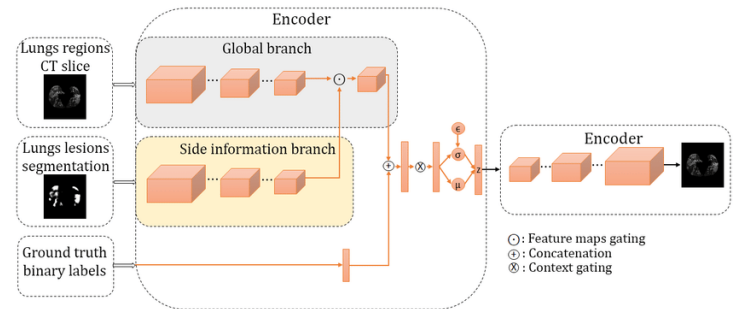 Encoder
Lungs regions
CT slice
Global branch
Lungs lesions
segmentation
Side information branch
Ground truth
binary labels
ϵ
σ
μ
z
Encoder
⊙: Feature maps gating
⊕: Concatenation
⊗: Context gating